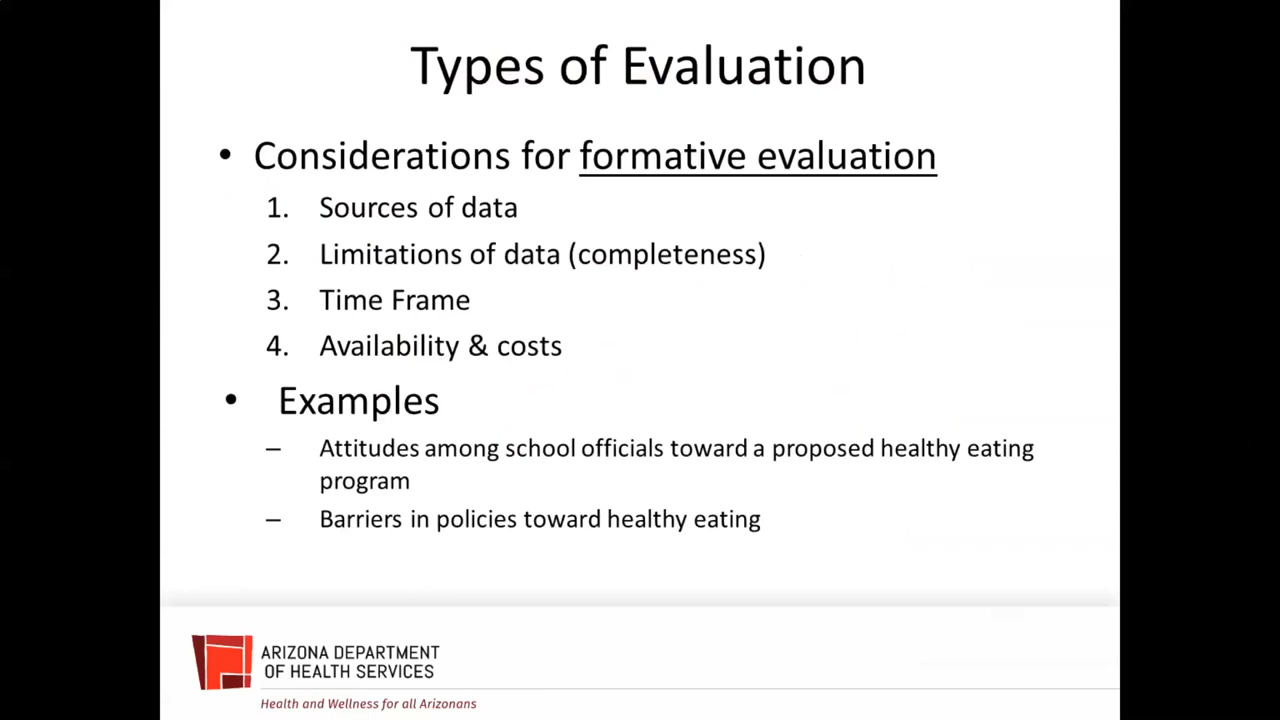 Types of Evaluation
• Considerations for formative evaluation
1. Sources of data
2. Limitations of data (completeness)
3. Time Frame
4. Availability & costs
• Examples
– Attitudes among school officials toward a proposed healthy eating
program
– Barriers in policies toward healthy eating
ARIZONA DEPARTMENT
OF HEALTH SERVICES
Health and Wellness for all Arizonans